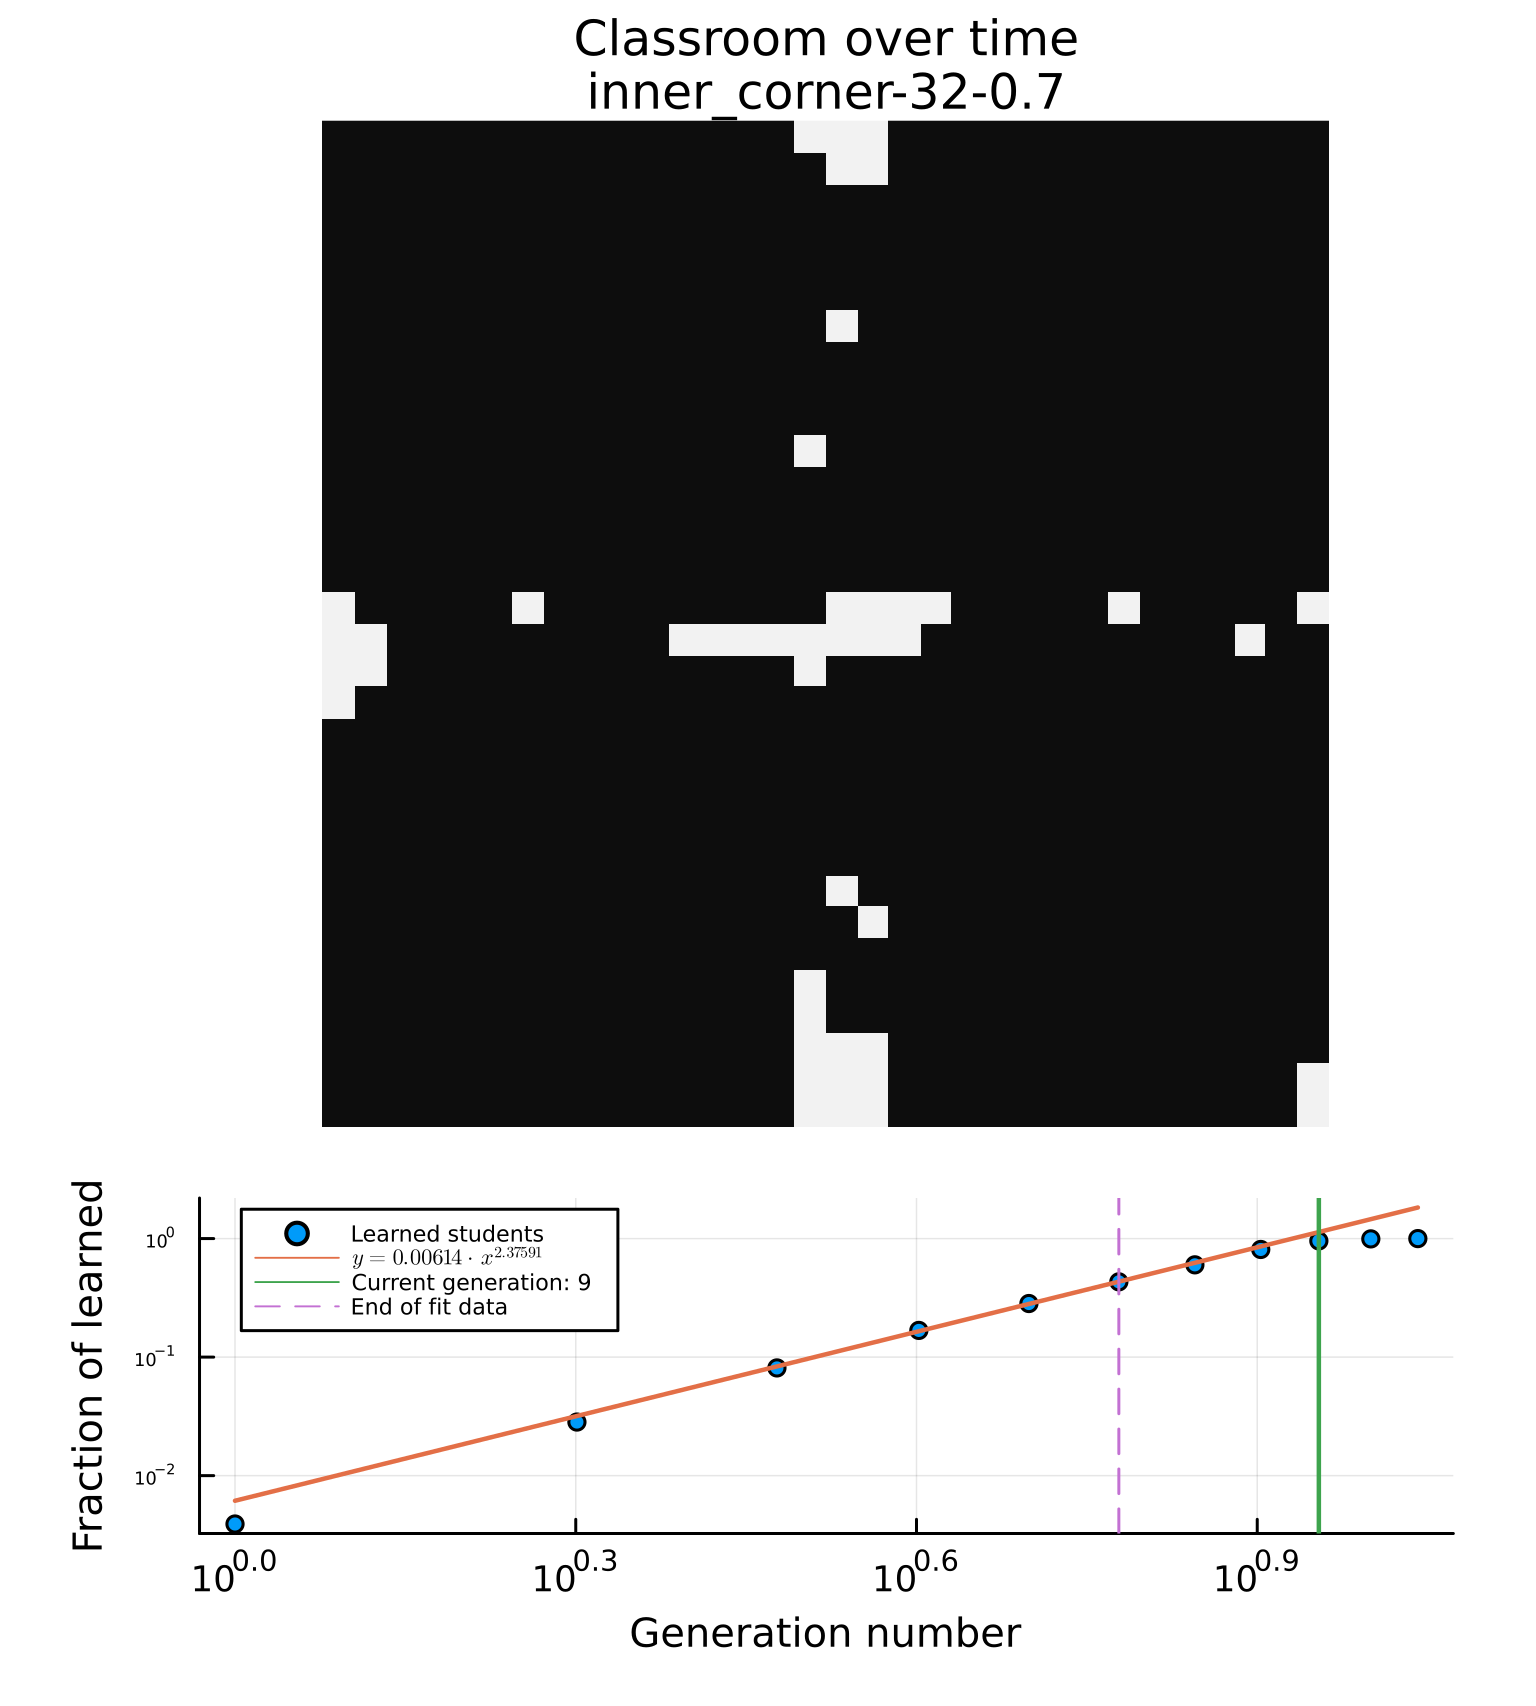 Classroom over time
inner_corner-32-0.7
Fraction of learned
10^0
10^-1
10^-2
Learned students
y = 0.00614 · x^2.37591
Current generation: 9
End of fit data
10^0.0 10^0.3 10^0.6 10^0.9
Generation number